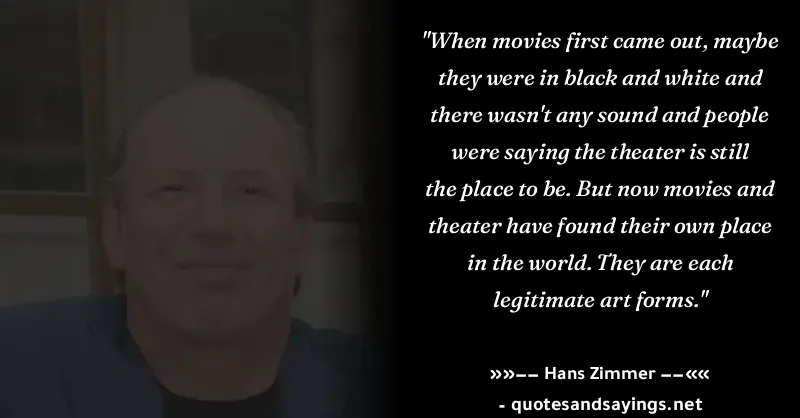 "When movies first came out, maybe
they were in black and white and
there wasn't any sound and people
were saying the theater is still
the place to be. But now movies and
theater have found their own place
in the world. They are each
legitimate art forms."
»»−− Hans Zimmer −−««
- quotesandsayings.net